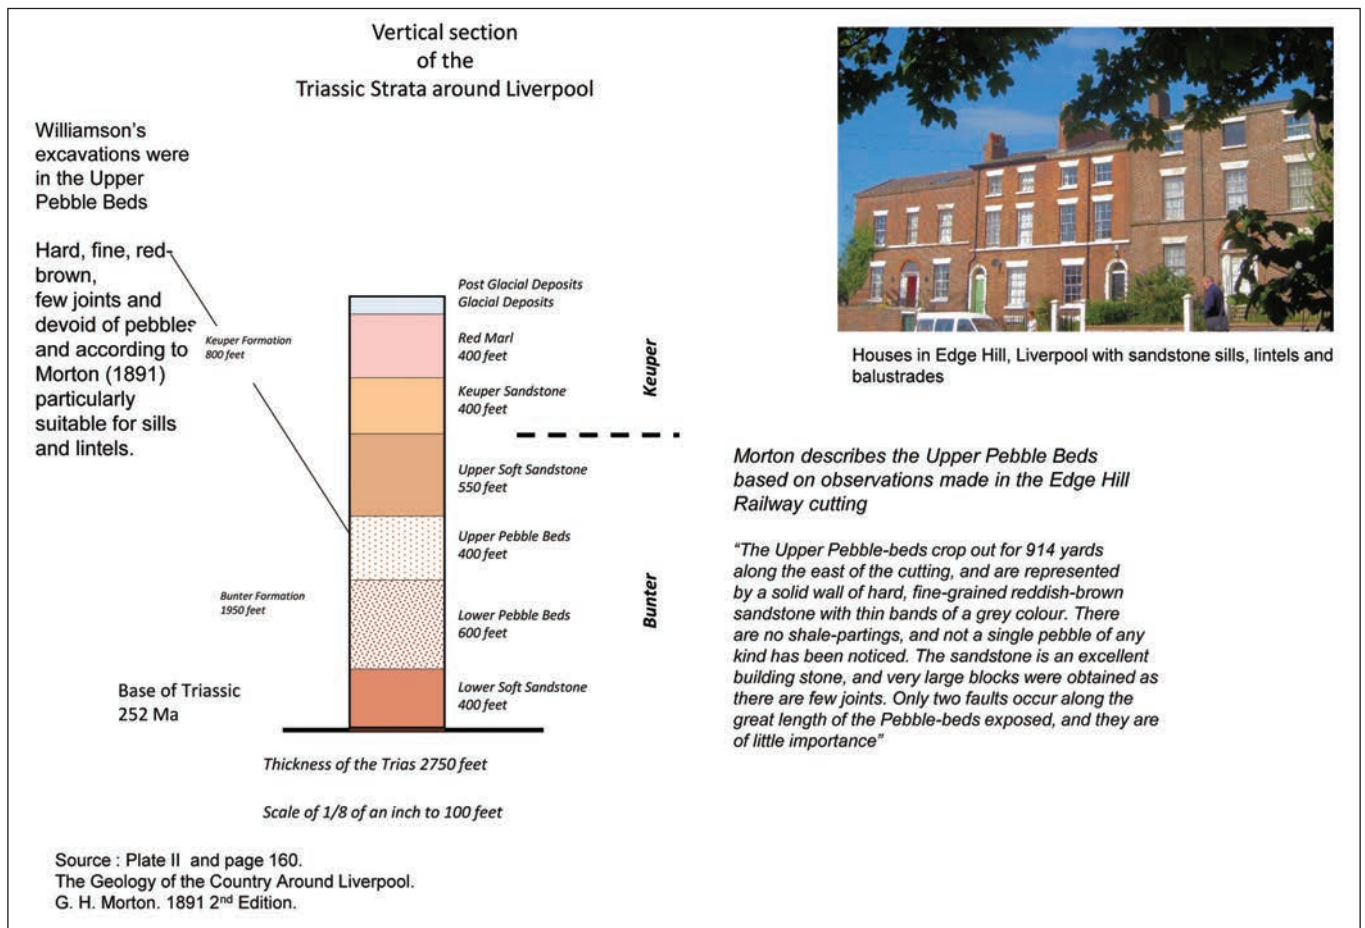 Vertical section
of the
Triassic Strata around Liverpool
Williamson's
excavations were
in the Upper
Pebble Beds
Hard, fine, red-
brown,
few joints and
devoid of pebbles
and according to
Morton (1891)
particularly
suitable for sills
and lintels.
Keuper Formation
800 feet
Bunter Formation
1950 feet
Base of Triassic
252 Ma
Post Glacial Deposits
Glacial Deposits
Red Marl
400 feet
Keuper Sandstone
400 feet
Upper Soft Sandstone
550 feet
Upper Pebble Beds
400 feet
Lower Pebble Beds
600 feet
Lower Soft Sandstone
400 feet
Keuper
Bunter
Thickness of the Trias 2750 feet
Scale of 1/8 of an inch to 100 feet
Source : Plate II and page 160.
The Geology of the Country Around Liverpool.
G. H. Morton. 1891 2nd Edition.
Houses in Edge Hill, Liverpool with sandstone sills, lintels and
balustrades
Morton describes the Upper Pebble Beds
based on observations made in the Edge Hill
Railway cutting
"The Upper Pebble-beds crop out for 914 yards
along the east of the cutting, and are represented
by a solid wall of hard, fine-grained reddish-brown
sandstone with thin bands of a grey colour. There
are no shale-partings, and not a single pebble of any
kind has been noticed. The sandstone is an excellent
building stone, and very large blocks were obtained as
there are few joints. Only two faults occur along the
great length of the Pebble-beds exposed, and they are
of little importance"